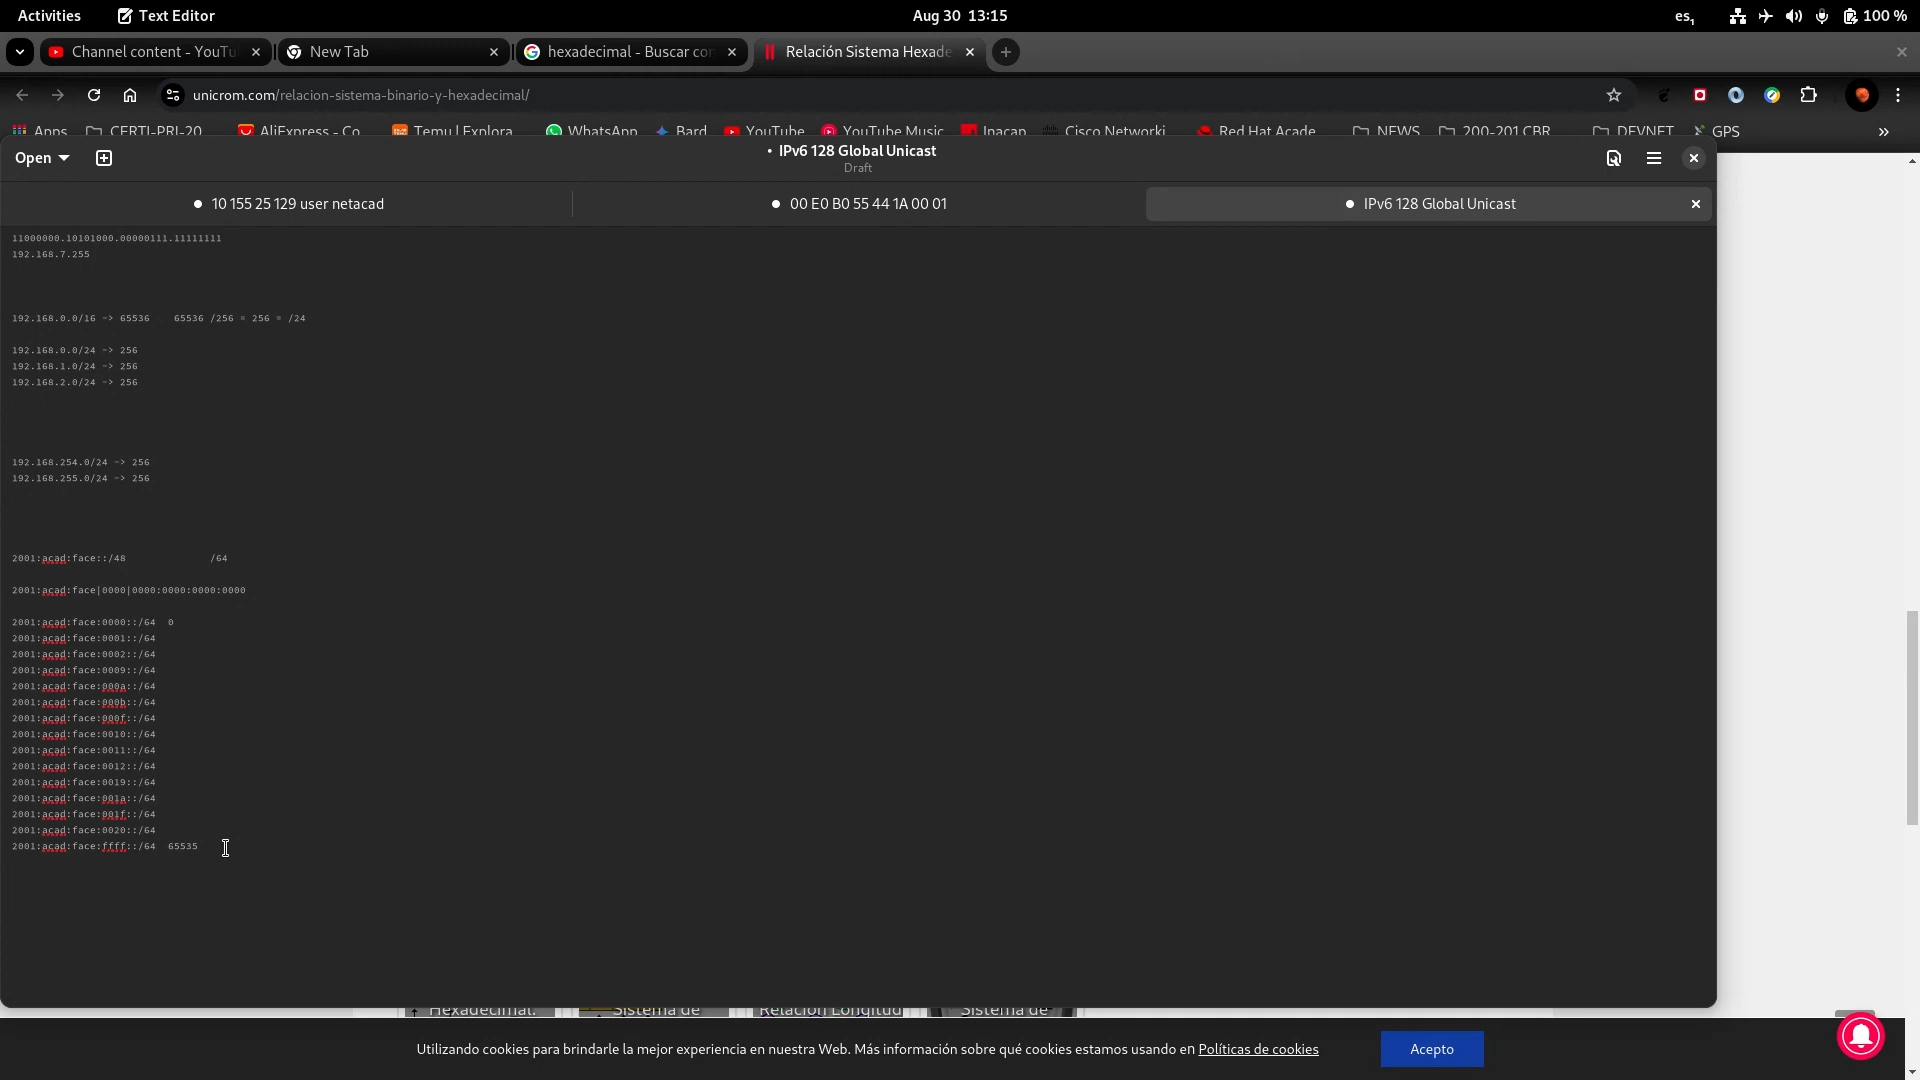 Activities
Text Editor
Aug 30 13:15
es₁
100 %
Channel content - YouTu
New Tab
hexadecimal - Buscar con
Relación Sistema Hexade
unicrom.com/relacion-sistema-binario-y-hexadecimal/
Apps
CERTI-PRI-20
AliExpress - Co
Temu | Explora
WhatsApp
Bard
YouTube
YouTube Music
Inacap
Cisco Networki
Red Hat Acade
NEWS
200-201 CBR
DEVNET
GPS
»
Open
• IPv6 128 Global Unicast
Draft
10 155 25 129 user netacad
00 E0 B0 55 44 1A 00 01
IPv6 128 Global Unicast
11000000.10101000.00000111.11111111
192.168.7.255
192.168.0.0/16 -> 65536    65536 /256 = 256 = /24
192.168.0.0/24 -> 256
192.168.1.0/24 -> 256
192.168.2.0/24 -> 256
192.168.254.0/24 -> 256
192.168.255.0/24 -> 256
2001:acad:face::/48              /64
2001:acad:face|0000|0000:0000:0000:0000
2001:acad:face:0000::/64  0
2001:acad:face:0001::/64
2001:acad:face:0002::/64
2001:acad:face:0009::/64
2001:acad:face:000a::/64
2001:acad:face:000b::/64
2001:acad:face:000f::/64
2001:acad:face:0010::/64
2001:acad:face:0011::/64
2001:acad:face:0012::/64
2001:acad:face:0019::/64
2001:acad:face:001a::/64
2001:acad:face:001f::/64
2001:acad:face:0020::/64
2001:acad:face:ffff::/64  65535
Hexadecimal.
Sistema de
Relación Longitud
Sistema de
Utilizando cookies para brindarle la mejor experiencia en nuestra Web. Más información sobre qué cookies estamos usando en Políticas de cookies
Acepto